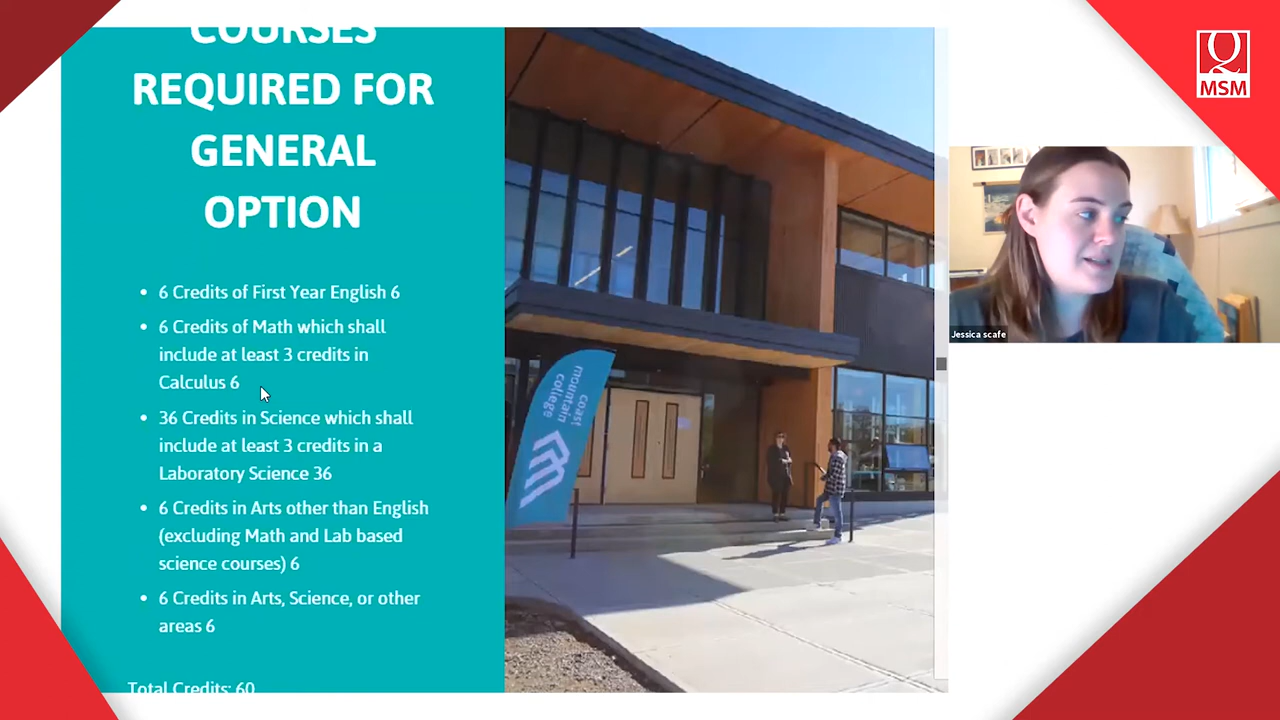 COURSES
REQUIRED FOR
GENERAL
OPTION
• 6 Credits of First Year English 6
• 6 Credits of Math which shall
include at least 3 credits in
Calculus 6
• 36 Credits in Science which shall
include at least 3 credits in a
Laboratory Science 36
• 6 Credits in Arts other than English
(excluding Math and Lab based
science courses) 6
• 6 Credits in Arts, Science, or other
areas 6
Total Credits: 60
coast
mountain
college
Q
MSM
Jessica scafe